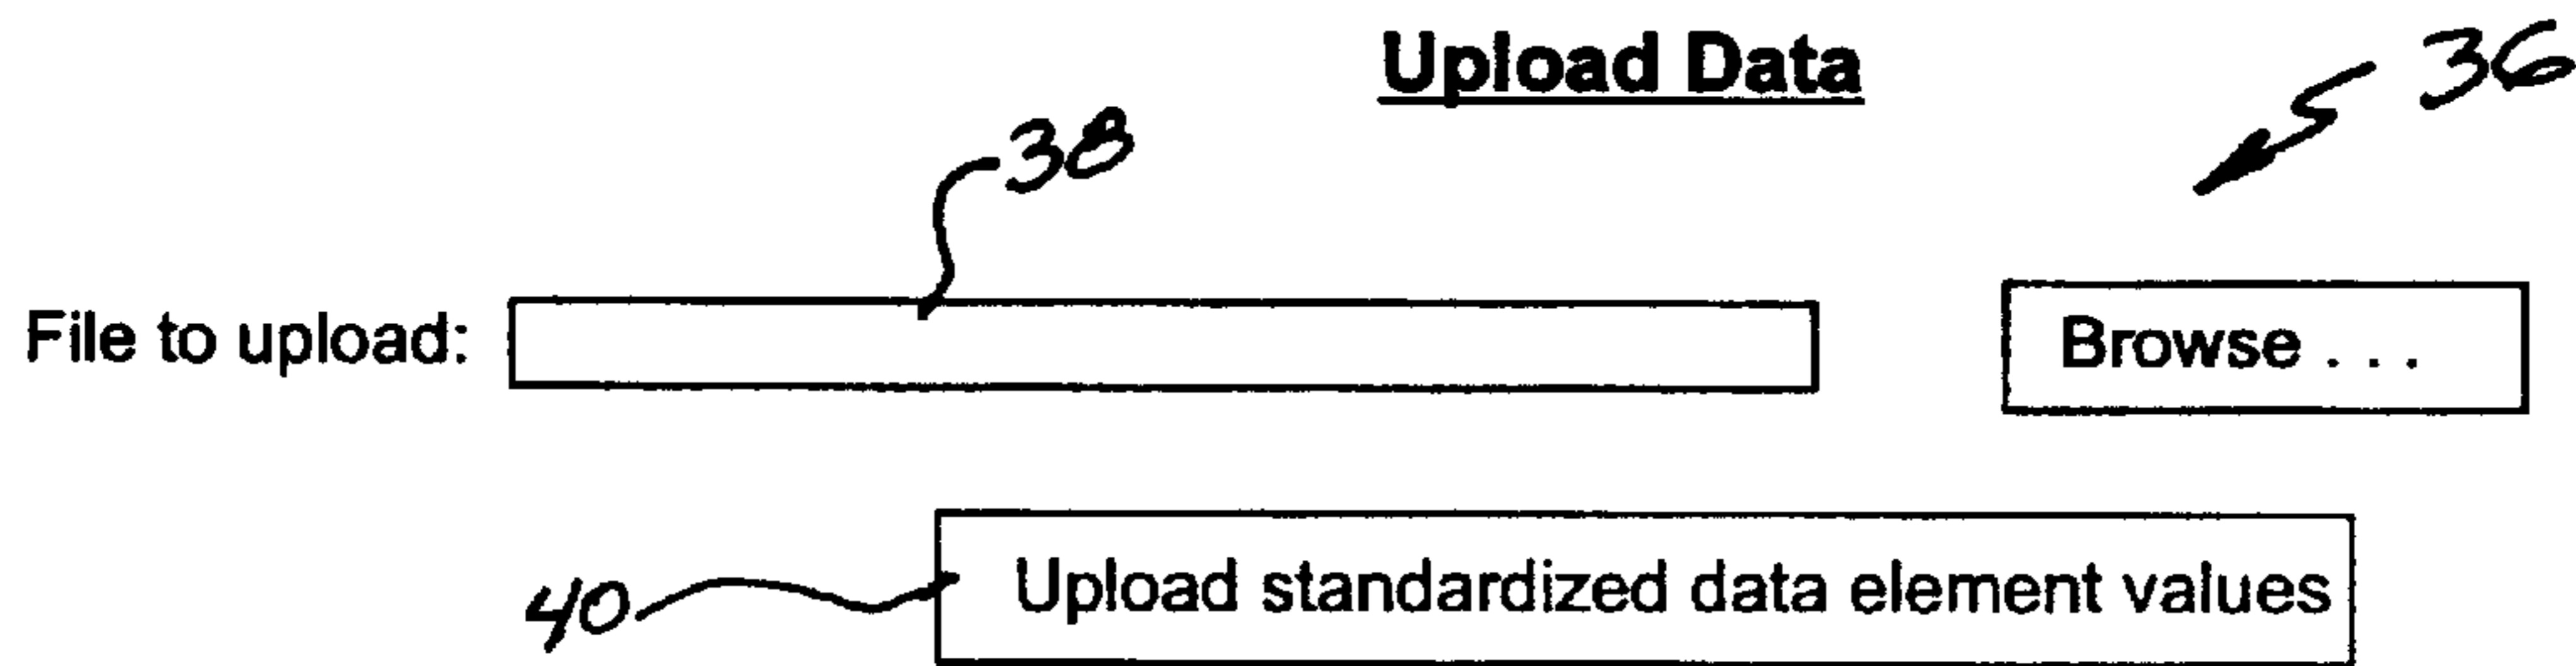 Upload Data
36
38
File to upload:
Browse . . .
40
Upload standardized data element values